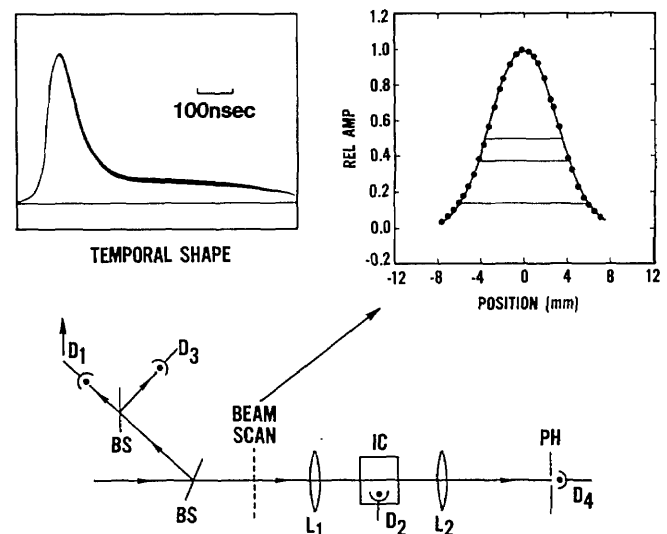 100nsec
TEMPORAL SHAPE
REL AMP
1.0
0.8
0.6
0.4
0.2
0.0
-0.2
-12 -8 -4 0 4 8 12
POSITION (mm)
D1
D3
BS
BS
BEAM
SCAN
L1
IC
D2
L2
PH
D4